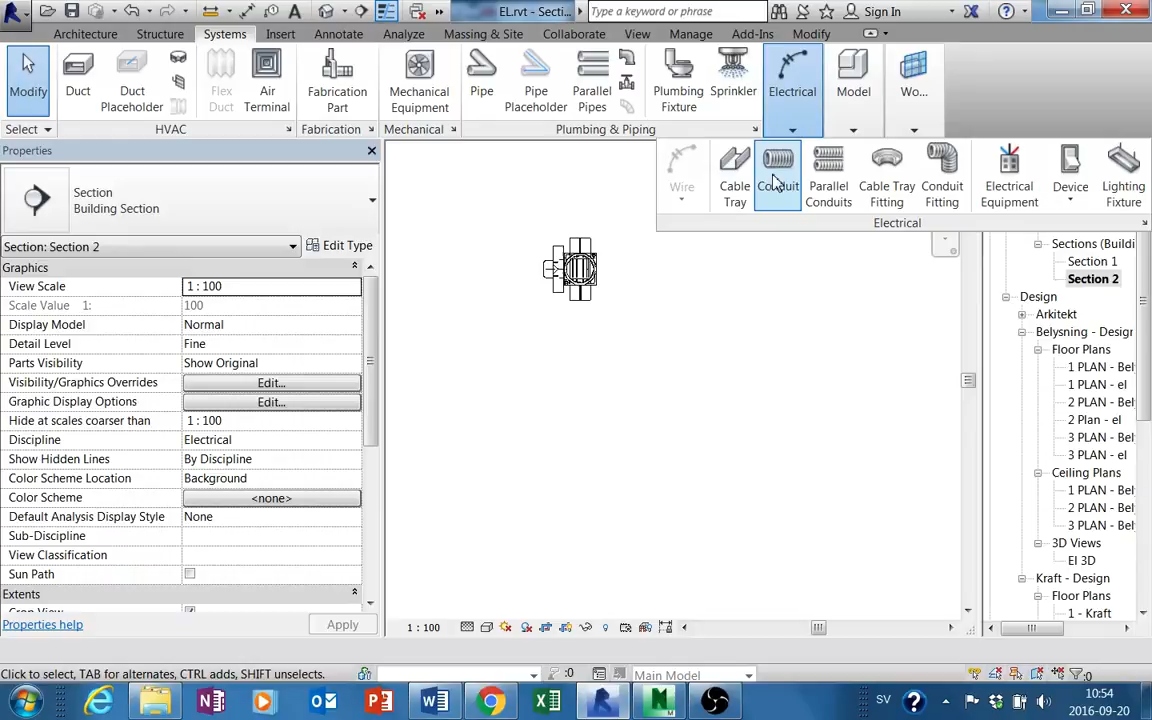 EL.rvt - Secti...
Type a keyword or phrase
Sign In
Architecture Structure Systems Insert Annotate Analyze Massing & Site Collaborate View Manage Add-Ins Modify
Modify
Duct
Duct Placeholder
Flex Duct
Air Terminal
Fabrication Part
Mechanical Equipment
Pipe
Pipe Placeholder
Parallel Pipes
Plumbing Fixture
Sprinkler
Electrical
Model
Wo...
Select HVAC Fabrication Mechanical Plumbing & Piping
Wire
Cable Tray
Conduit
Parallel Conduits
Cable Tray Fitting
Conduit Fitting
Electrical Equipment
Device
Lighting Fixture
Electrical
Properties
Section
Building Section
Section: Section 2 Edit Type
Graphics
View Scale 1 : 100
Scale Value 1: 100
Display Model Normal
Detail Level Fine
Parts Visibility Show Original
Visibility/Graphics Overrides Edit...
Graphic Display Options Edit...
Hide at scales coarser than 1 : 100
Discipline Electrical
Show Hidden Lines By Discipline
Color Scheme Location Background
Color Scheme <none>
Default Analysis Display Style None
Sub-Discipline
View Classification
Sun Path
Extents
Crop View
Properties help Apply
Sections (Buildi
Section 1
Section 2
Design
Arkitekt
Belysning - Design
Floor Plans
1 PLAN - Bel
1 PLAN - el
2 PLAN - Bel
2 Plan - el
3 PLAN - Bel
3 PLAN - el
Ceiling Plans
1 PLAN - Bel
2 PLAN - Bel
3 PLAN - Bel
3D Views
El 3D
Kraft - Design
Floor Plans
1 - Kraft
1 : 100
Click to select, TAB for alternates, CTRL adds, SHIFT unselects.
:0
Main Model
:0
SV
10:54
2016-09-20